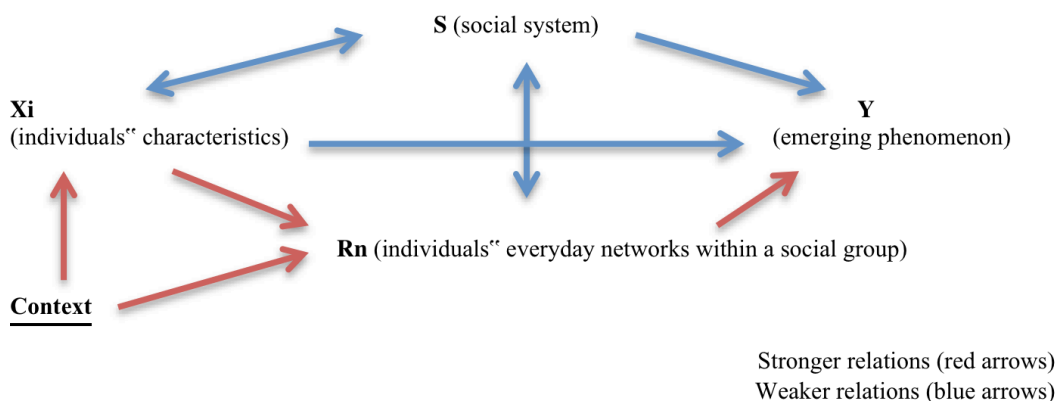 S (social system)
Xi
(individuals‟ characteristics)
Y
(emerging phenomenon)
Rn (individuals‟ everyday networks within a social group)
Context
Stronger relations (red arrows)
Weaker relations (blue arrows)